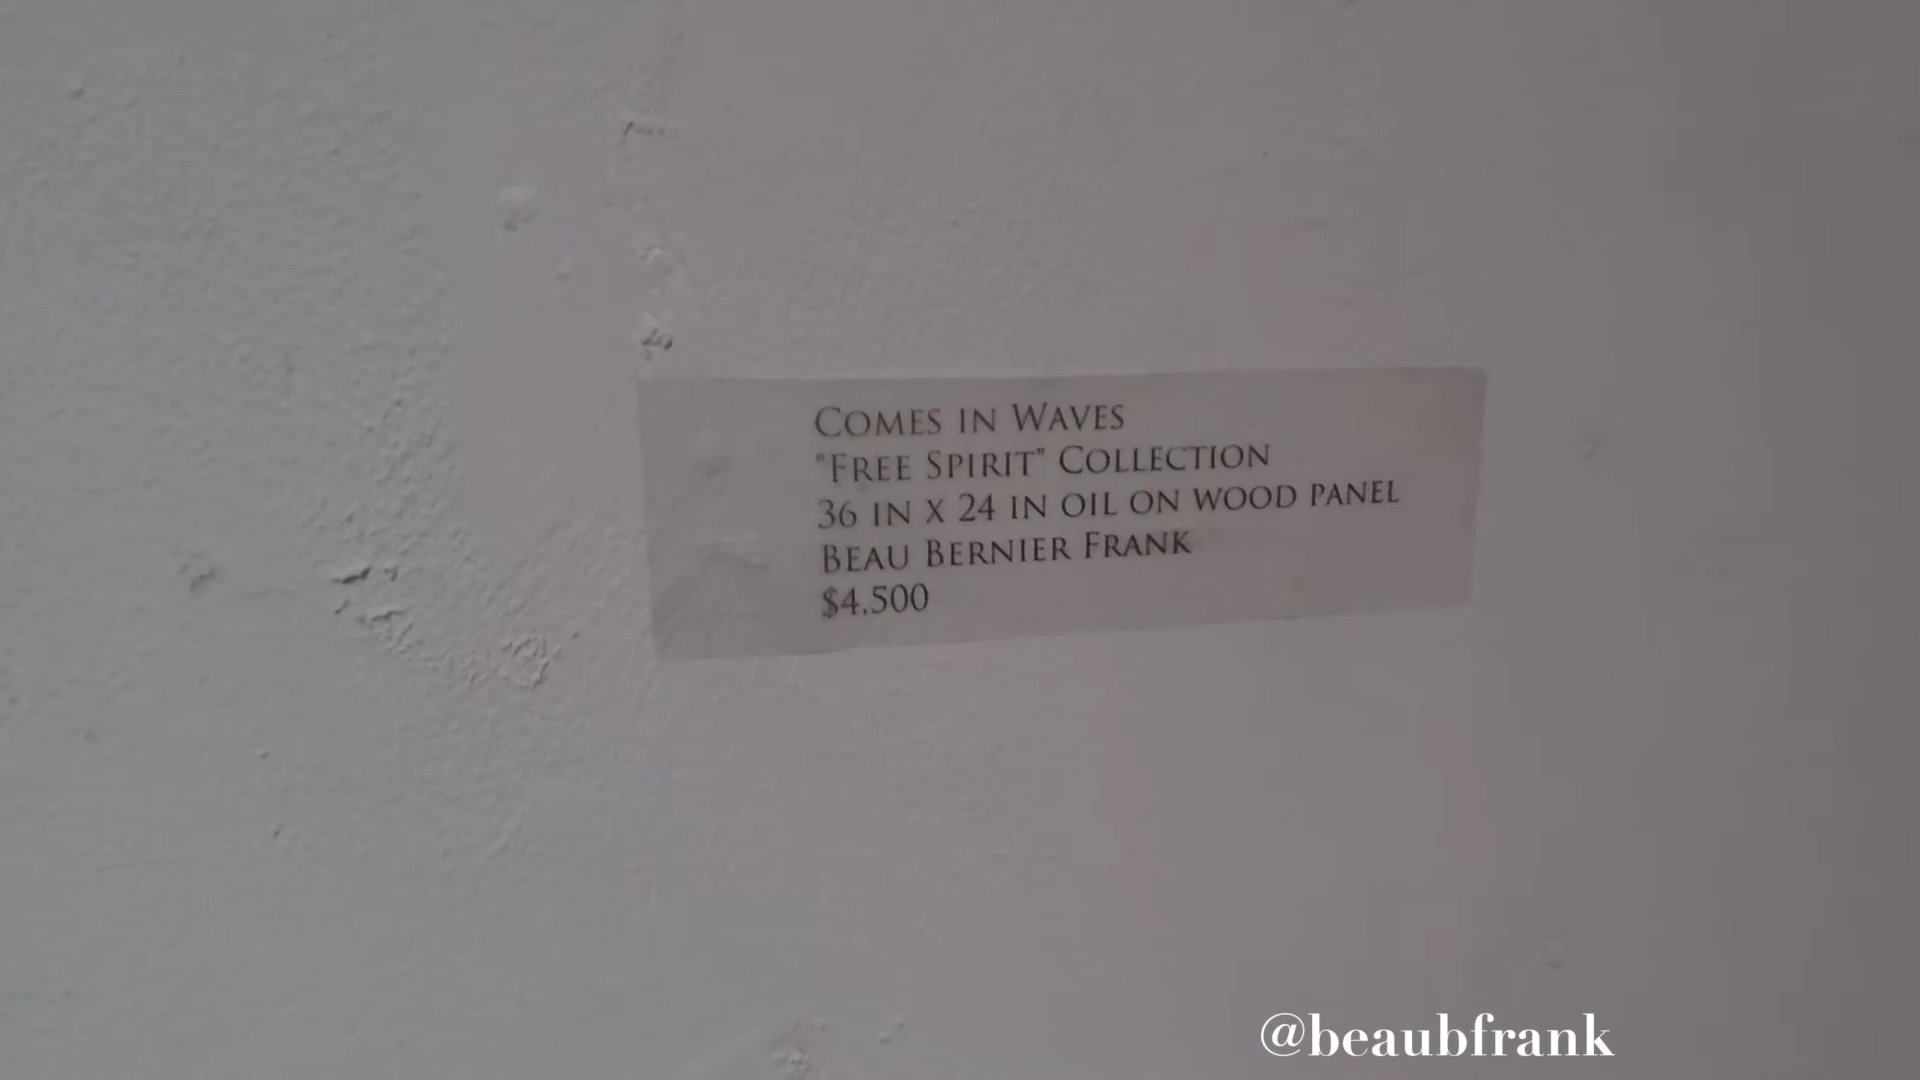 COMES IN WAVES
"FREE SPIRIT" COLLECTION
36 IN X 24 IN OIL ON WOOD PANEL
BEAU BERNIER FRANK
$4,500
@beaubfrank